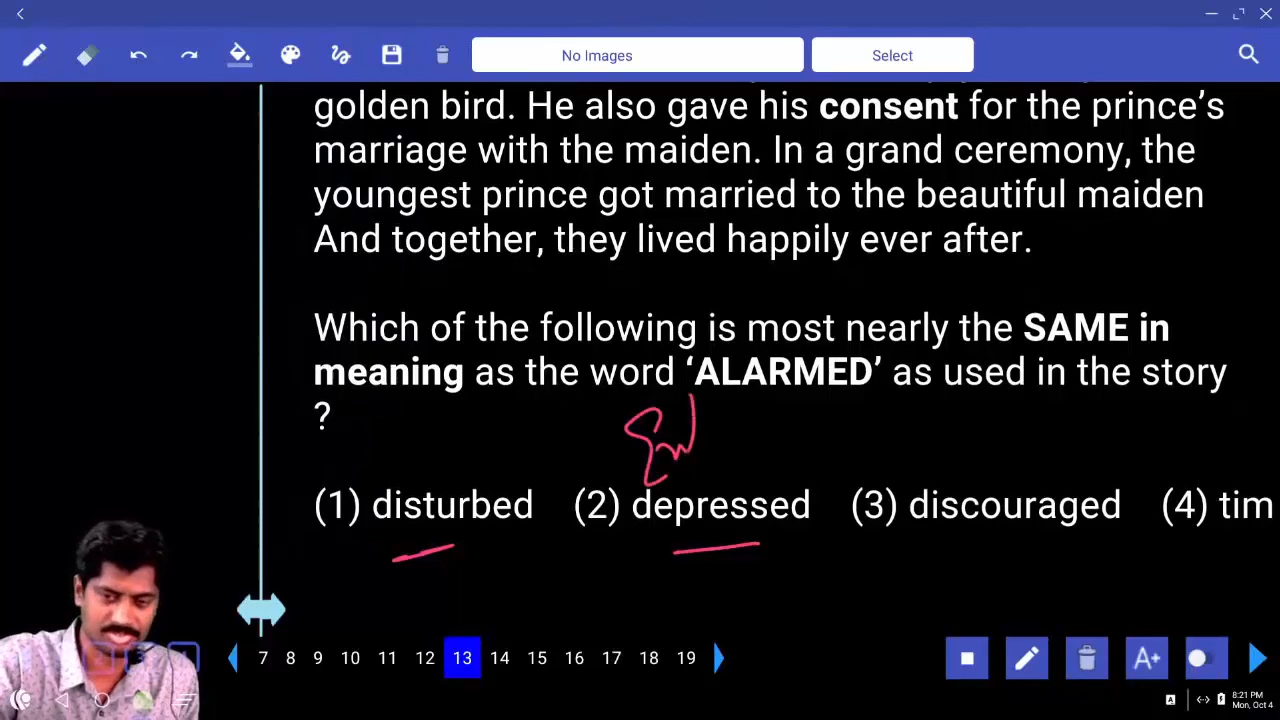 No Images
Select
golden bird. He also gave his consent for the prince's
marriage with the maiden. In a grand ceremony, the
youngest prince got married to the beautiful maiden
And together, they lived happily ever after.
Which of the following is most nearly the SAME in
meaning as the word ‘ALARMED’ as used in the story
?
(1) disturbed (2) depressed (3) discouraged (4) tim
7 8 9 10 11 12 13 14 15 16 17 18 19
A+
A
8:21 PM
Mon, Oct 4